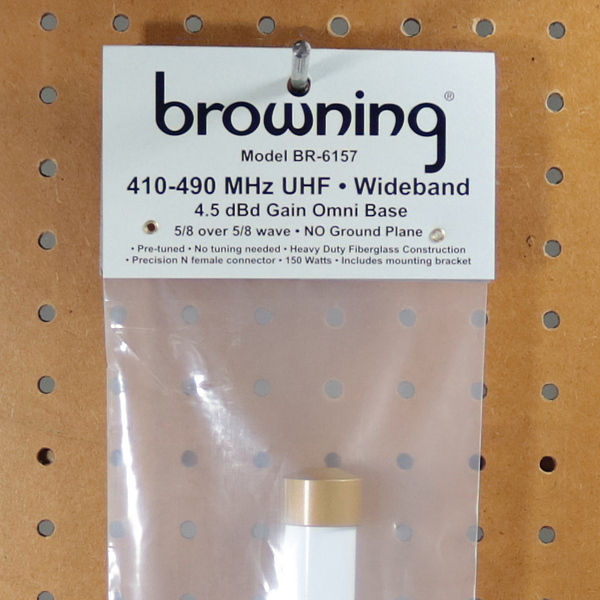 browning®
Model BR-6157
410-490 MHz UHF • Wideband
4.5 dBd Gain Omni Base
5/8 over 5/8 wave • NO Ground Plane
• Pre-tuned • No tuning needed • Heavy Duty Fiberglass Construction
• Precision N female connector • 150 Watts • Includes mounting bracket